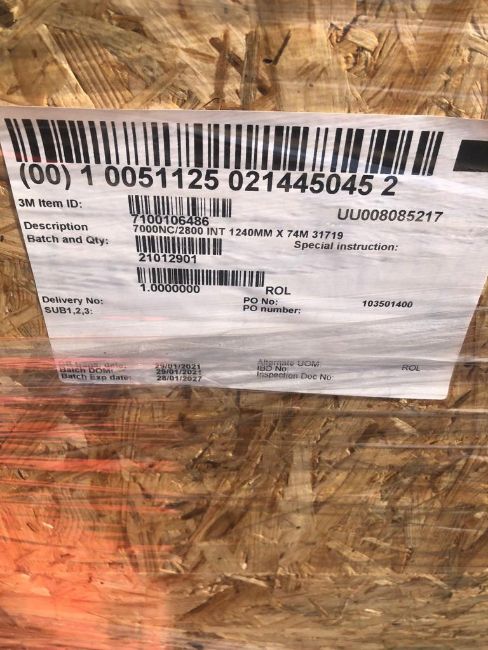 (00) 1 0051125 021445045 2
3M Item ID:
7100106486
UU008085217
Description
7000NC/2800 INT 1240MM X 74M 31719
Batch and Qty:
Special instruction:
21012901
1.0000000
ROL
Delivery No:
PO No:
103501400
SUB1,2,3:
PO number:
date:
29/01/2021
Alternate UOM
ROL
Batch DOM:
29/01/2021
IBD No
Batch Exp date:
28/01/2027
Inspection Doc No: